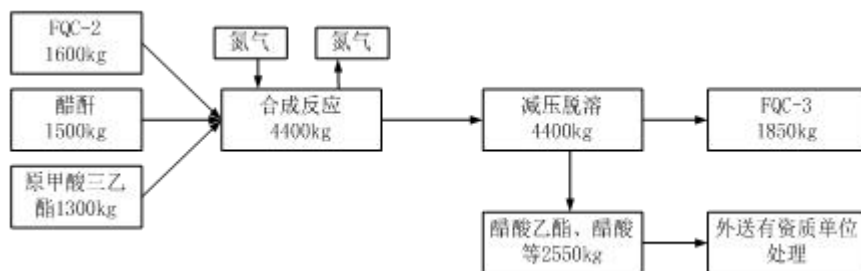 FQC-2
1600kg
氮气
氮气
醋酐
1500kg
合成反应
4400kg
减压脱溶
4400kg
FQC-3
1850kg
原甲酸三乙
酯1300kg
醋酸乙酯、醋酸
等2550kg
外送有资质单位
处理